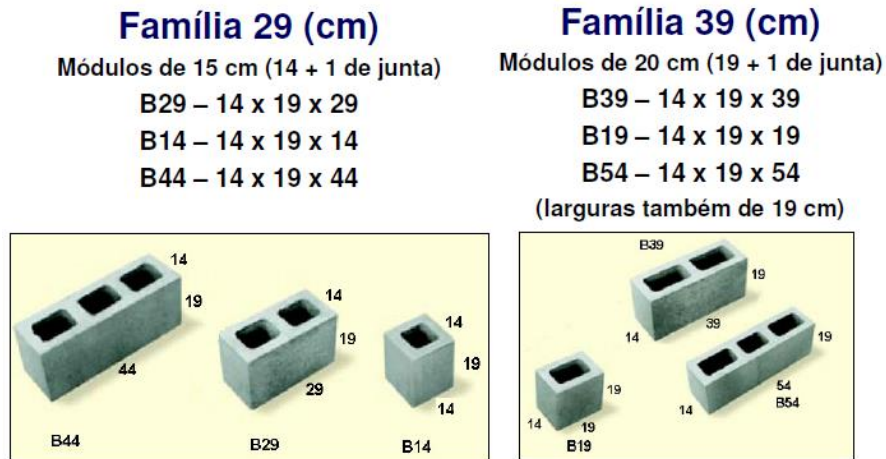 Família 29 (cm)
Módulos de 15 cm (14 + 1 de junta)
B29 – 14 x 19 x 29
B14 – 14 x 19 x 14
B44 – 14 x 19 x 44
Família 39 (cm)
Módulos de 20 cm (19 + 1 de junta)
B39 – 14 x 19 x 39
B19 – 14 x 19 x 19
B54 – 14 x 19 x 54
(larguras também de 19 cm)
14
19
44
B44
14
19
29
B29
14
19
14
B14
B39
19
14
39
19
14
19
B19
19
14
54
B54